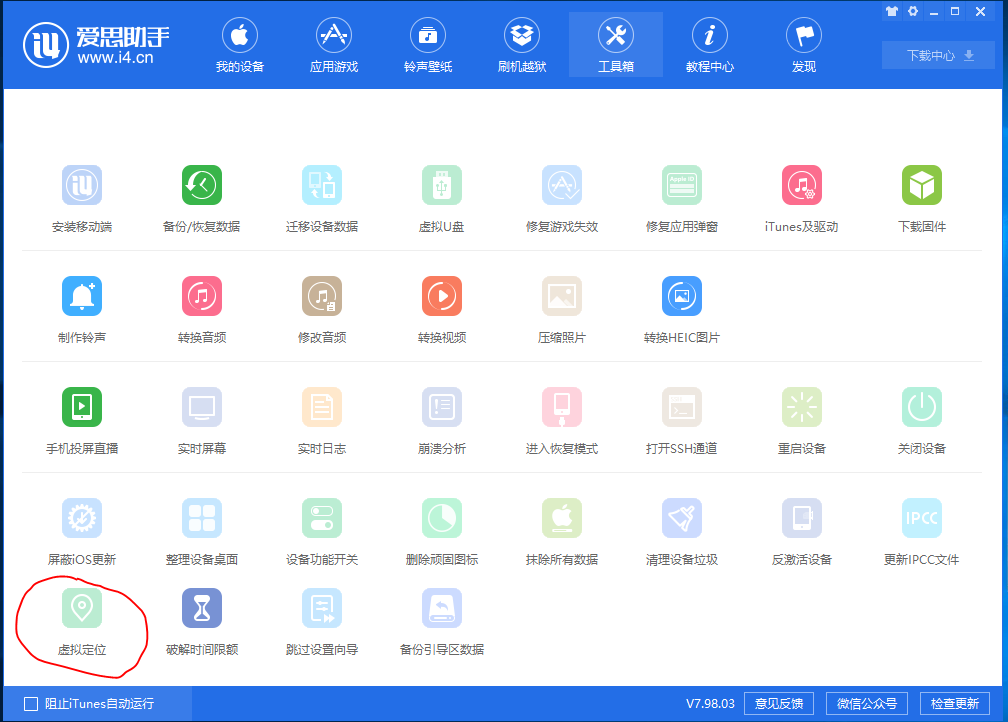 爱思助手
www.i4.cn
我的设备
应用游戏
铃声壁纸
刷机越狱
工具箱
教程中心
发现
下载中心
安装移动端
备份/恢复数据
迁移设备数据
虚拟U盘
修复游戏失效
Apple ID
修复应用弹窗
iTunes及驱动
下载固件
制作铃声
转换音频
修改音频
转换视频
压缩照片
转换HEIC图片
手机投屏直播
实时屏幕
实时日志
崩溃分析
进入恢复模式
打开SSH通道
重启设备
关闭设备
屏蔽iOS更新
整理设备桌面
设备功能开关
删除顽固图标
抹除所有数据
清理设备垃圾
反激活设备
IPCC
更新IPCC文件
虚拟定位
破解时间限额
跳过设置向导
备份引导区数据
阻止iTunes自动运行
V7.98.03
意见反馈
微信公众号
检查更新